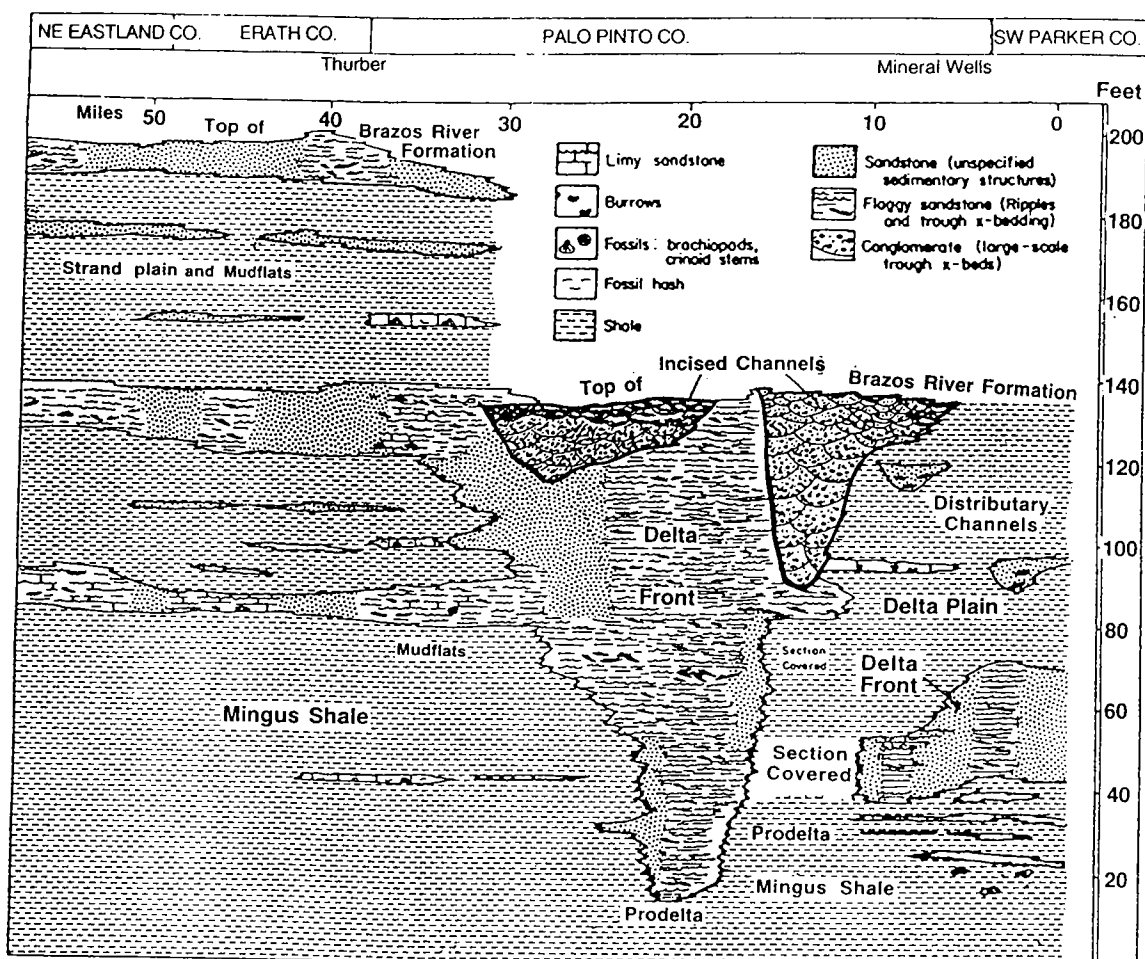 NE EASTLAND CO. ERATH CO. PALO PINTO CO. SW PARKER CO.
Thurber Mineral Wells
Feet
Miles 50 40 30 20 10 0
Top of Brazos River
Formation
200
180
160
140
120
100
80
60
40
20
Limy sandstone
Burrows
Fossils: brachiopods,
crinoid stems
Fossil hash
Shale
Sandstone (unspecified
sedimentary structures)
Flaggy sandstone (Ripples
and trough x-bedding)
Conglomerate (large-scale
trough x-beds)
Strand plain and Mudflats
Incised Channels
Top of Brazos River Formation
Distributary
Channels
Delta
Front
Delta Plain
Mudflats
Section
Covered
Delta
Front
Mingus Shale
Section
Covered
Prodelta
Mingus Shale
Prodelta